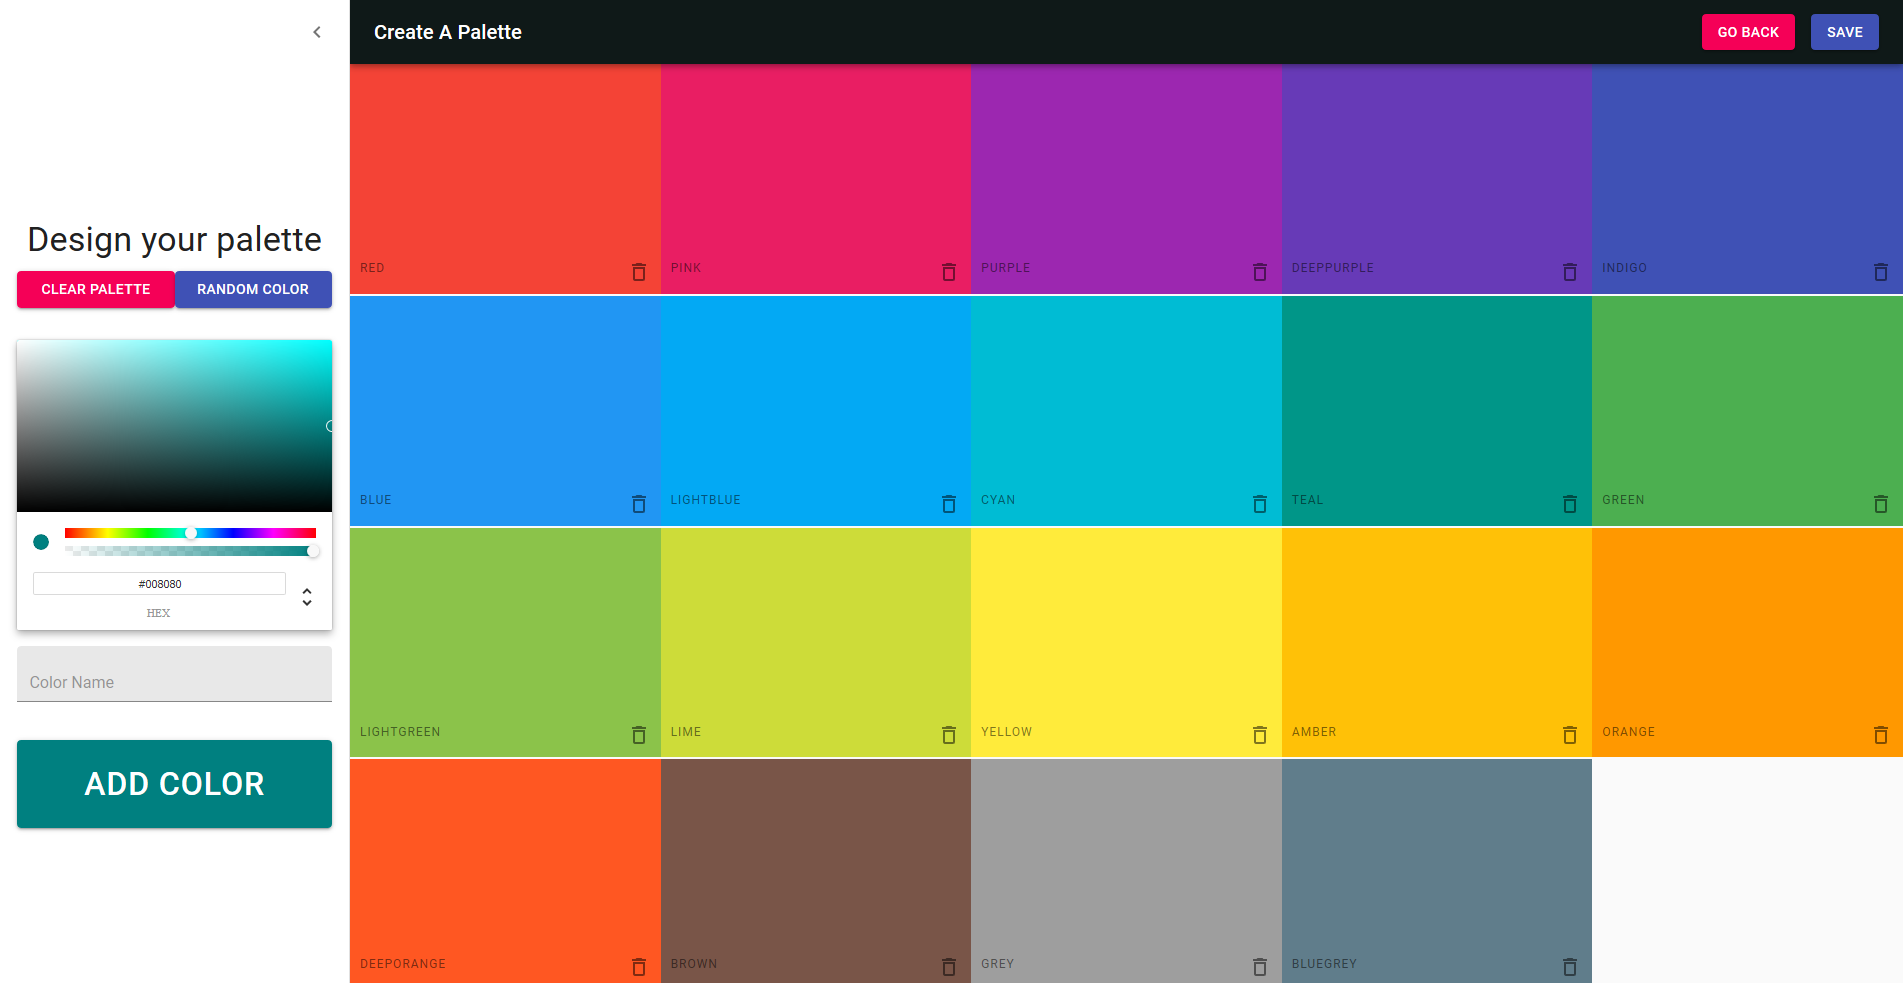 Create A Palette
GO BACK
SAVE
Design your palette
CLEAR PALETTE
RANDOM COLOR
#008080
HEX
Color Name
ADD COLOR
RED
PINK
PURPLE
DEEPPURPLE
INDIGO
BLUE
LIGHTBLUE
CYAN
TEAL
GREEN
LIGHTGREEN
LIME
YELLOW
AMBER
ORANGE
DEEPORANGE
BROWN
GREY
BLUEGREY